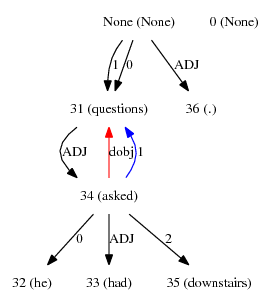 None (None) 0 (None)
1 0 ADJ
31 (questions) 36 (.)
ADJ dobj 1
34 (asked)
0 ADJ 2
32 (he) 33 (had) 35 (downstairs)